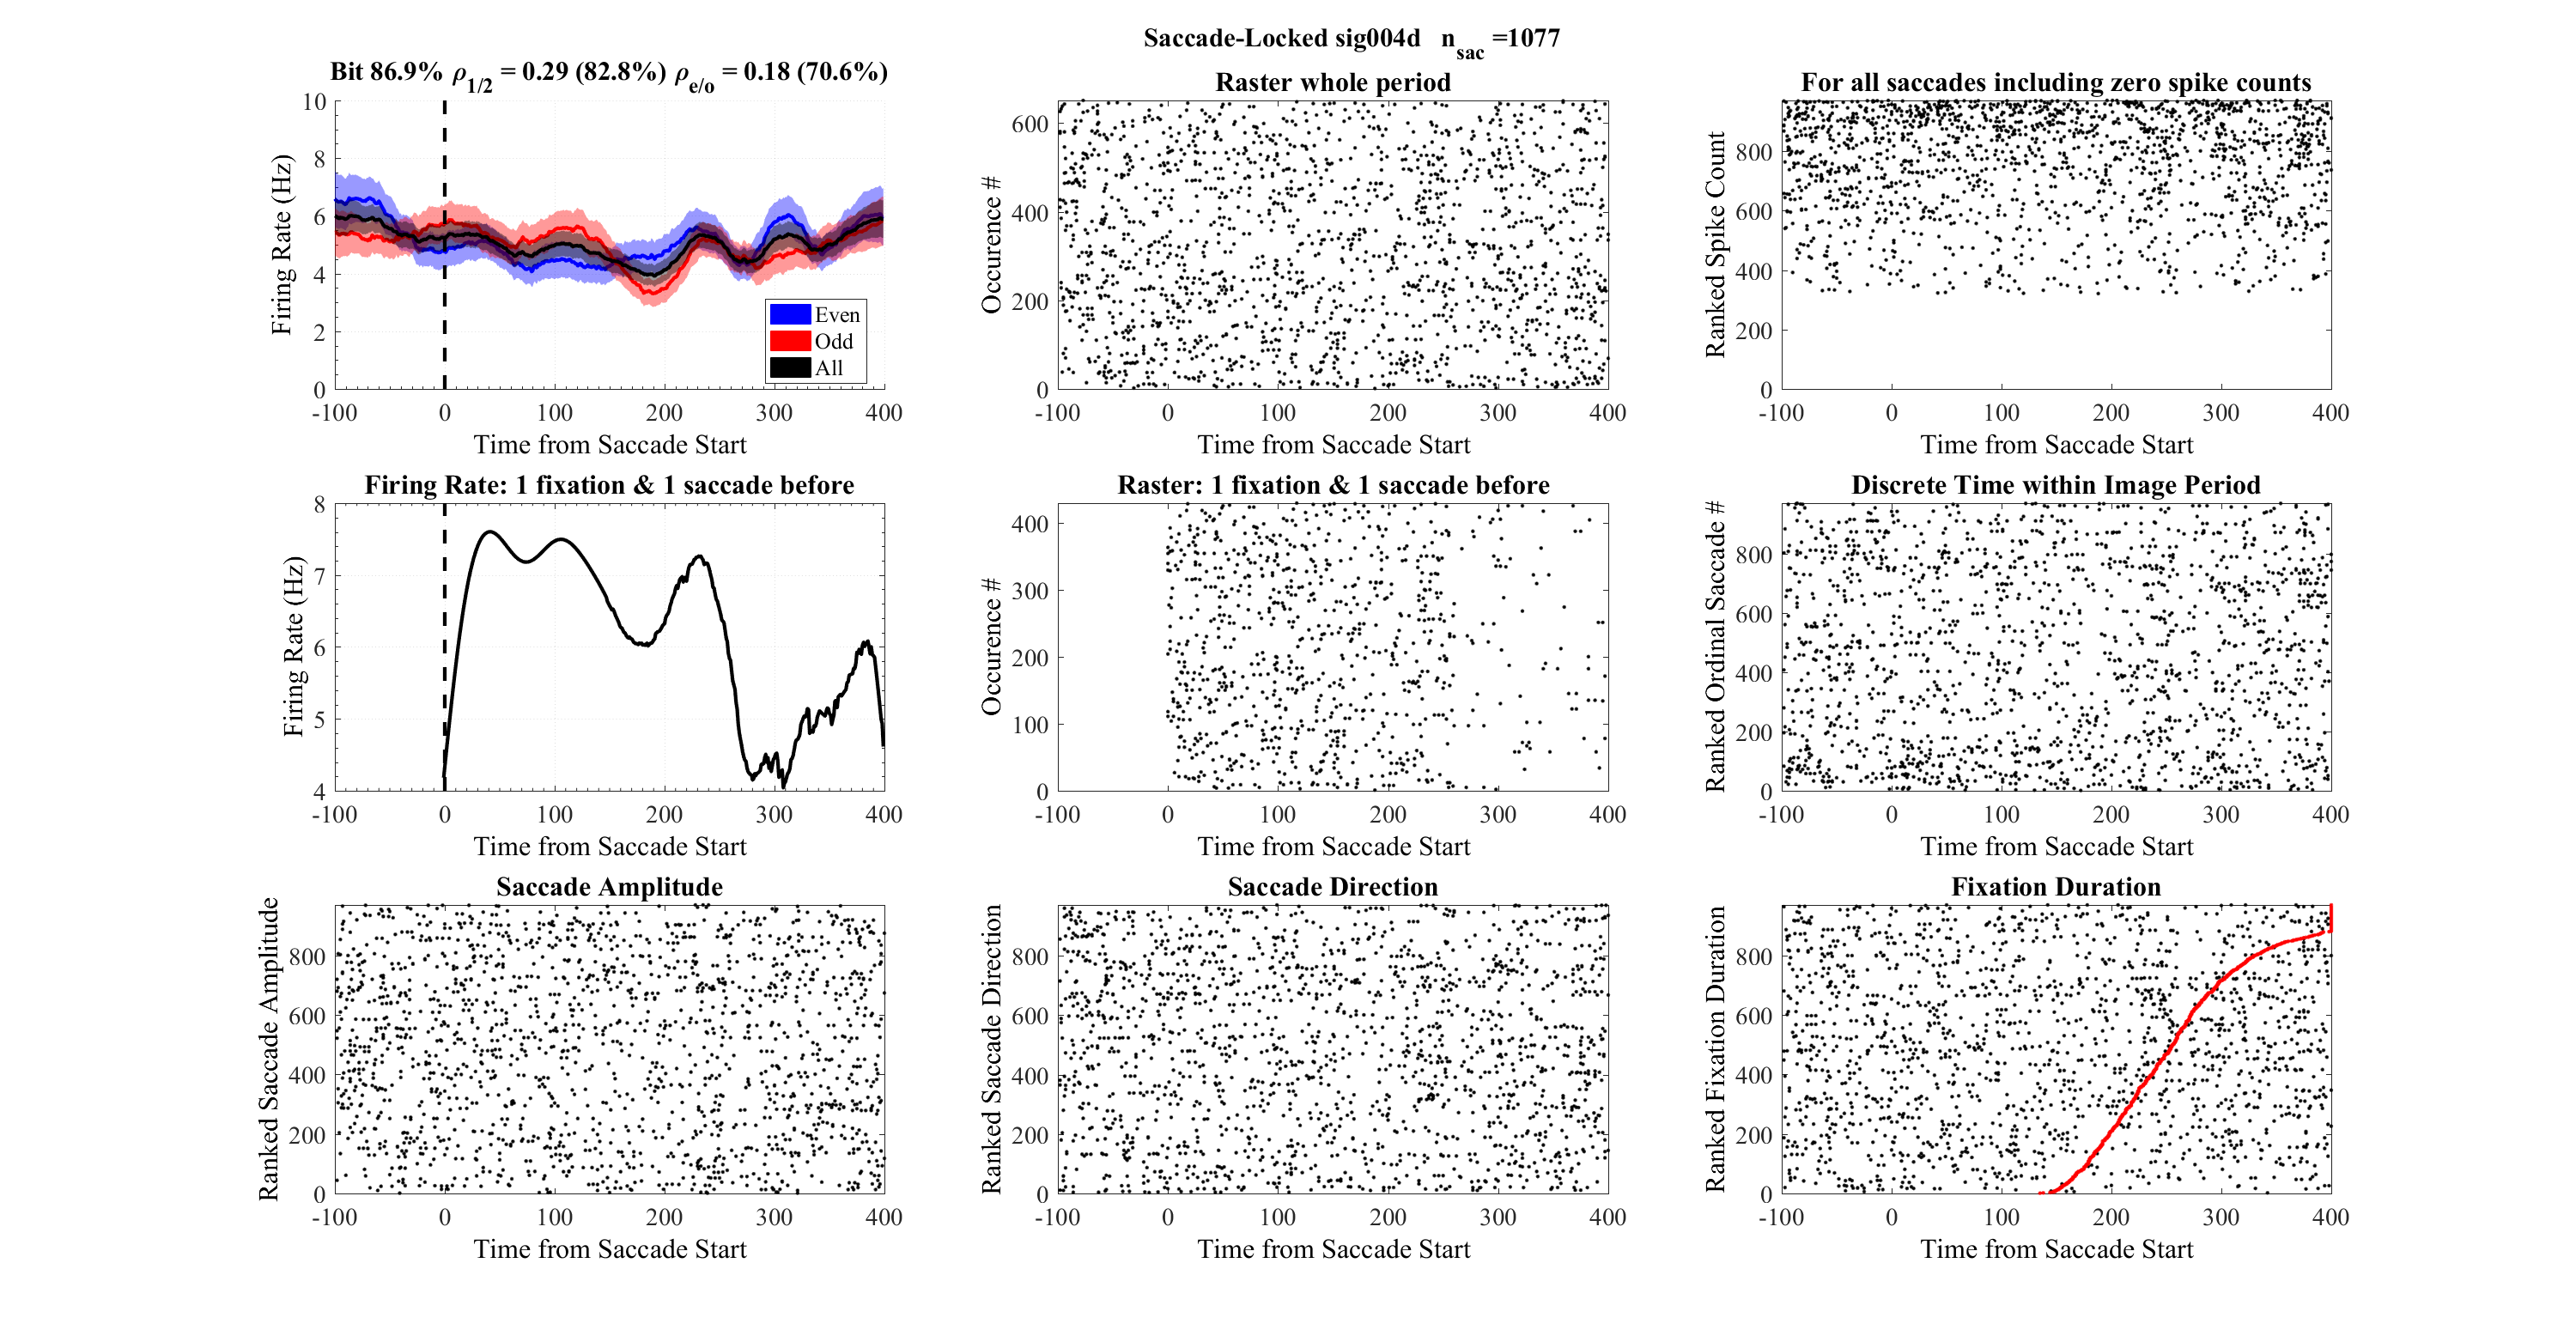 Saccade-Locked sig004d n_sac =1077
Bit 86.9% ρ_1/2 = 0.29 (82.8%) ρ_e/o = 0.18 (70.6%)
10
8
6
4
2
0
Firing Rate (Hz)
-100 0 100 200 300 400
Time from Saccade Start
Even
Odd
All
Raster whole period
600
400
200
0
Occurence #
-100 0 100 200 300 400
Time from Saccade Start
For all saccades including zero spike counts
800
600
400
200
0
Ranked Spike Count
-100 0 100 200 300 400
Time from Saccade Start
Firing Rate: 1 fixation & 1 saccade before
8
7
6
5
4
Firing Rate (Hz)
-100 0 100 200 300 400
Time from Saccade Start
Raster: 1 fixation & 1 saccade before
400
300
200
100
0
Occurence #
-100 0 100 200 300 400
Time from Saccade Start
Discrete Time within Image Period
800
600
400
200
0
Ranked Ordinal Saccade #
-100 0 100 200 300 400
Time from Saccade Start
Saccade Amplitude
800
600
400
200
0
Ranked Saccade Amplitude
-100 0 100 200 300 400
Time from Saccade Start
Saccade Direction
800
600
400
200
0
Ranked Saccade Direction
-100 0 100 200 300 400
Time from Saccade Start
Fixation Duration
800
600
400
200
0
Ranked Fixation Duration
-100 0 100 200 300 400
Time from Saccade Start